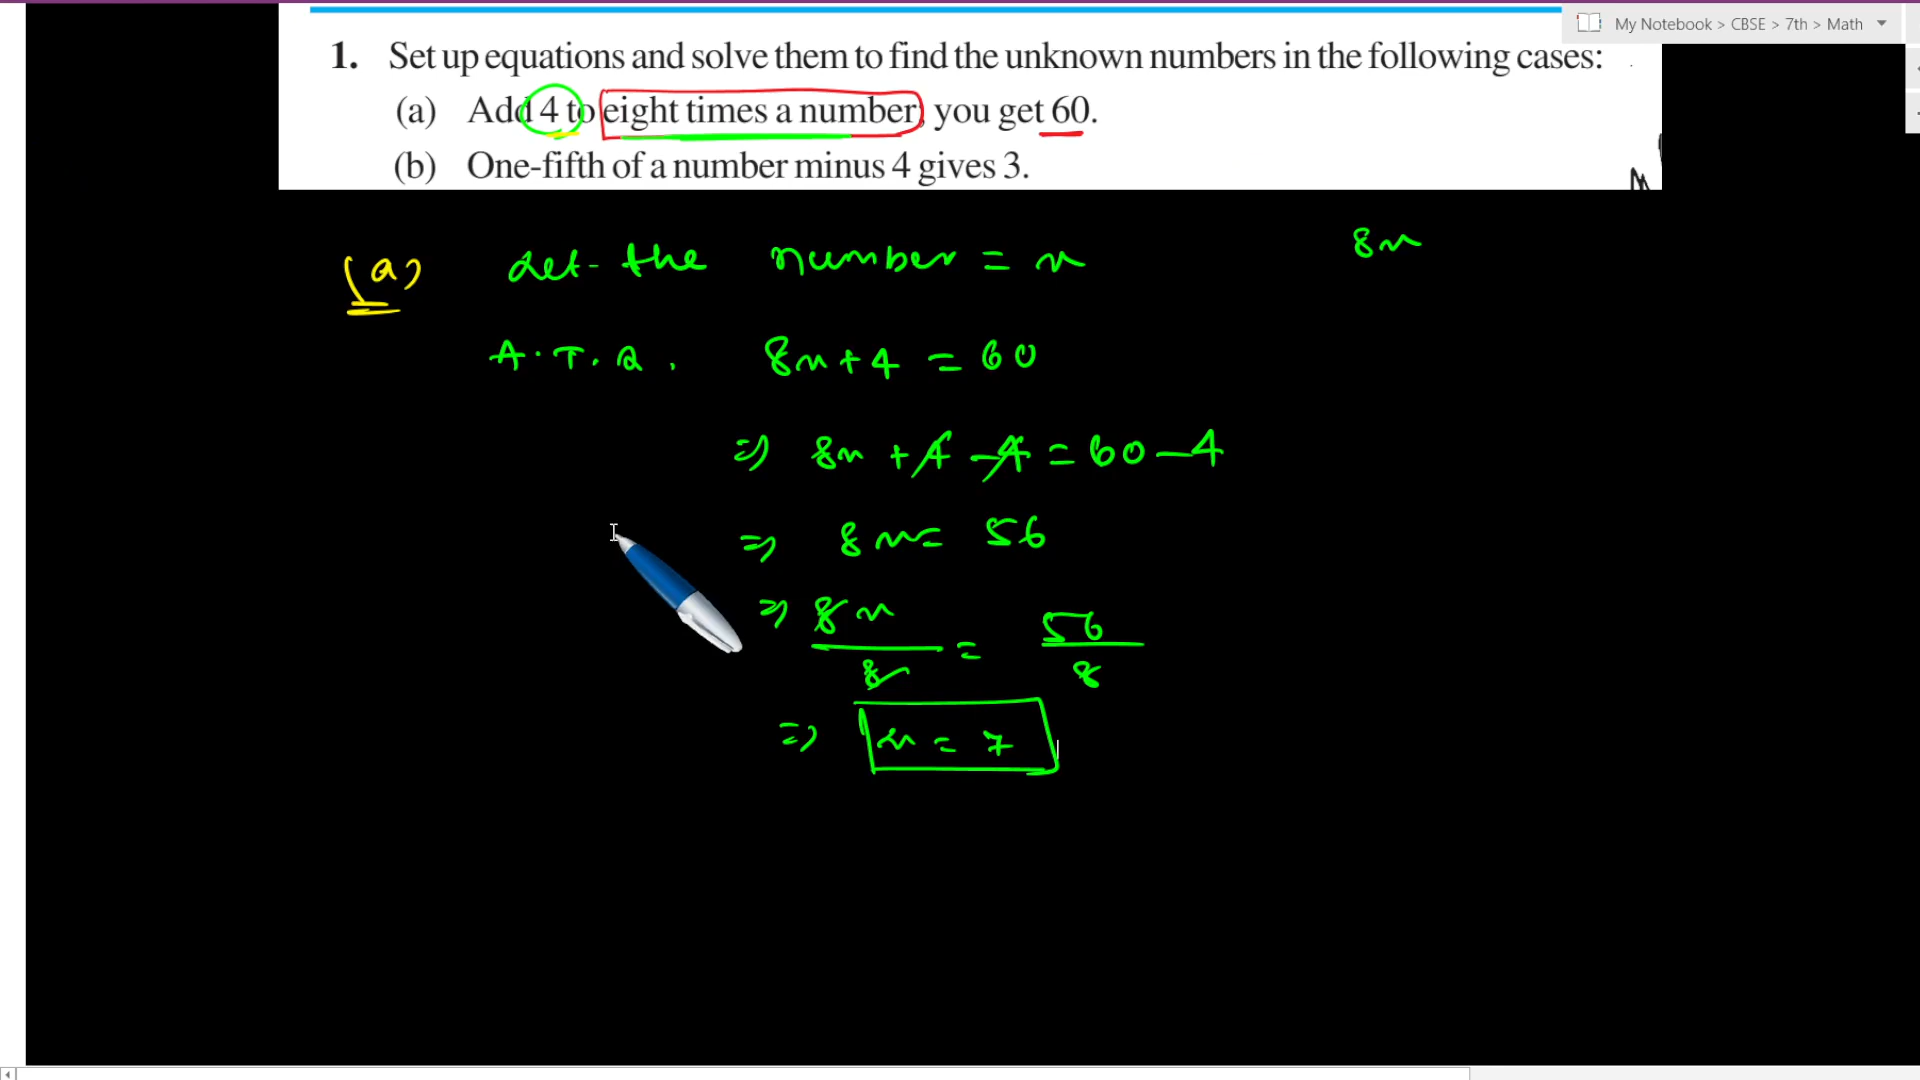 My Notebook > CBSE > 7th > Math
1. Set up equations and solve them to find the unknown numbers in the following cases:
(a) Add 4 to eight times a number; you get 60.
(b) One-fifth of a number minus 4 gives 3.
(a) Let the number = x
8x
A.T.Q. 8x + 4 = 60
⇒ 8x + 4 - 4 = 60 - 4
⇒ 8x = 56
⇒ 8x/8 = 56/8
⇒ x = 7